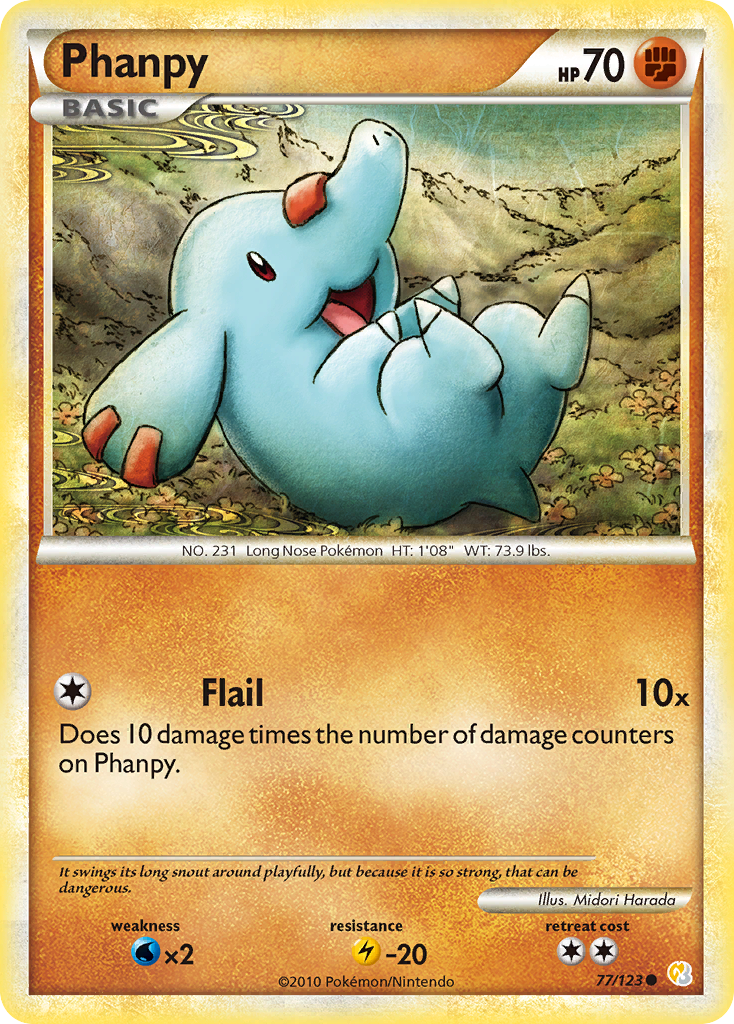 Phanpy
HP 70
BASIC
NO. 231 Long Nose Pokémon HT: 1'08" WT: 73.9 lbs.
Flail 10x
Does 10 damage times the number of damage counters
on Phanpy.
It swings its long snout around playfully, but because it is so strong, that can be
dangerous.
Illus. Midori Harada
weakness resistance retreat cost
×2 -20
77/123
©2010 Pokémon/Nintendo